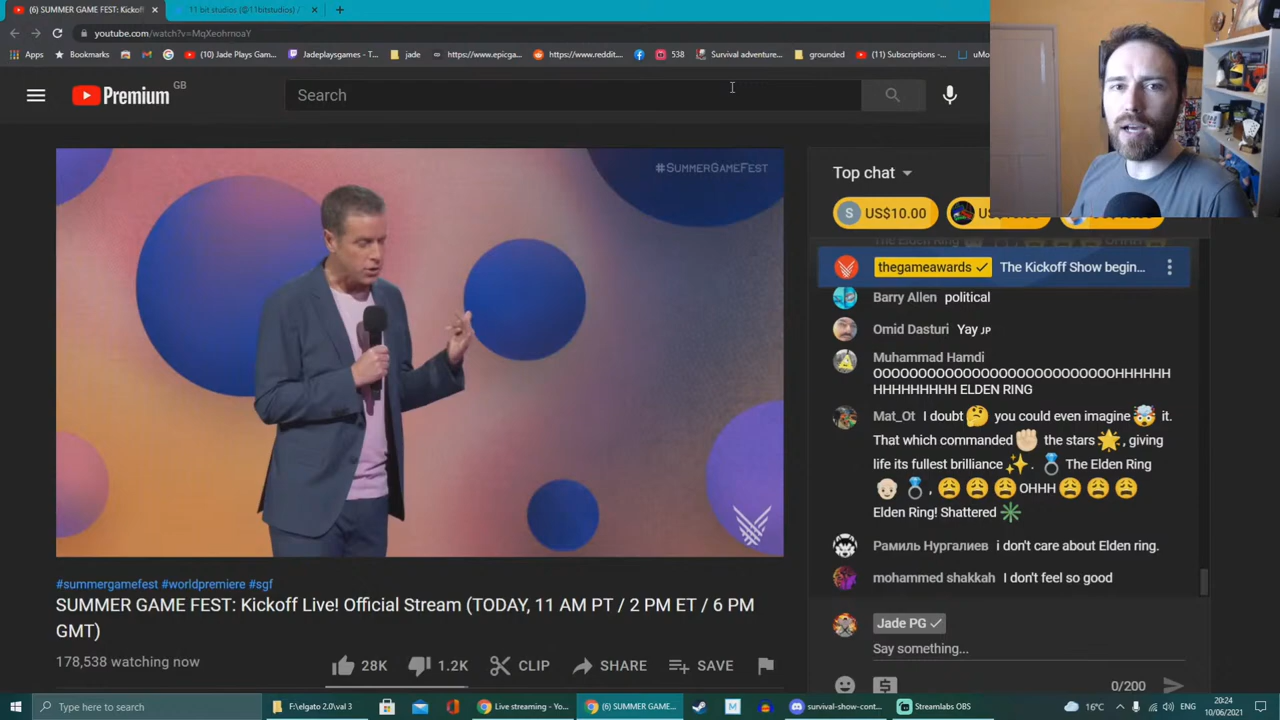 (6) SUMMER GAME FEST: Kickof
11 bit studios (@11bitstudios) /
youtube.com/watch?v=MqXeohrnoaY
Apps
Bookmarks
(10) Jade Plays Gam...
Jadeplaysgames - T...
jade
https://www.epicga...
https://www.reddit....
538
Survival adventure...
grounded
(11) Subscriptions -...
uMo
Premium
GB
Search
#SUMMERGAMEFEST
Top chat
S US$10.00
thegameawards The Kickoff Show begin...
Barry Allen political
Omid Dasturi Yay JP
Muhammad Hamdi
OOOOOOOOOOOOOOOOOOOOOOOOOOOHHHHHH
HHHHHHHHHHHH ELDEN RING
Mat_Ot I doubt 🤔 you could even imagine 🤯 it.
That which commanded ✊🏼 the stars 🌟, giving
life its fullest brilliance ✨. 💍 The Elden Ring
👴🏼 💍, 😩 😩 😩 OHHH 😩 😩 😩
Elden Ring! Shattered ✳️
Рамиль Нургалиев i don't care about Elden ring.
mohammed shakkah I don't feel so good
Jade PG
Say something...
0/200
#summergamefest #worldpremiere #sgf
SUMMER GAME FEST: Kickoff Live! Official Stream (TODAY, 11 AM PT / 2 PM ET / 6 PM
GMT)
178,538 watching now
28K
1.2K
CLIP
SHARE
SAVE
Type here to search
F:\elgato 2.0\val 3
Live streaming - Yo...
(6) SUMMER GAME...
M
survival-show-cont...
Streamlabs OBS
16°C
20:24
10/06/2021